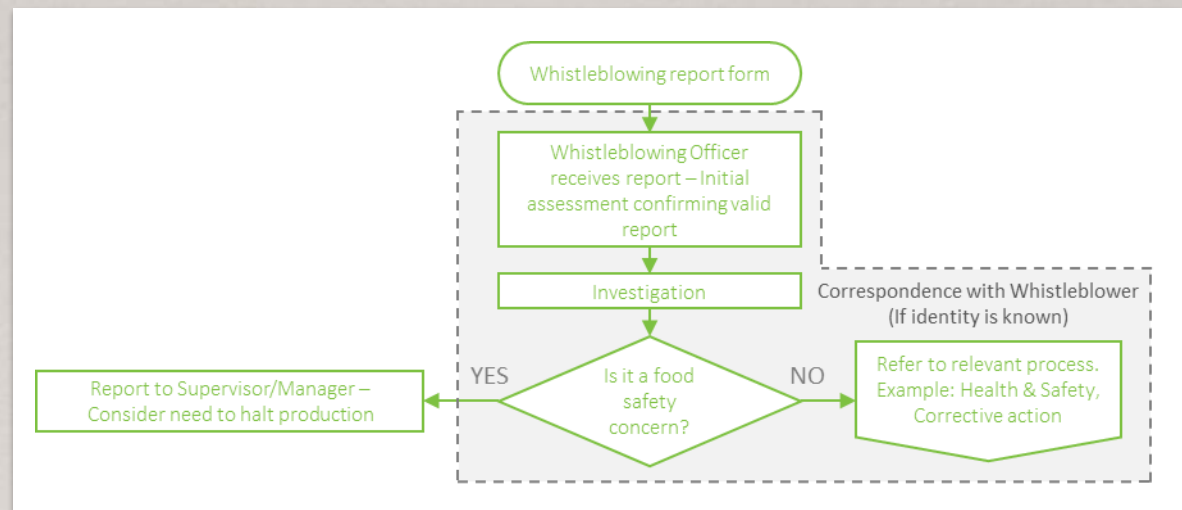 Whistleblowing report form
Whistleblowing Officer
receives report – Initial
assessment confirming valid
report
Investigation
Correspondence with Whistleblower
(If identity is known)
YES
Is it a food
safety
concern?
NO
Report to Supervisor/Manager –
Consider need to halt production
Refer to relevant process.
Example: Health & Safety,
Corrective action